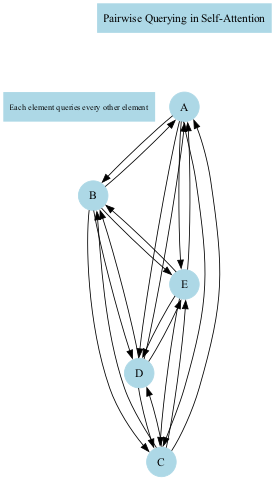 Pairwise Querying in Self-Attention
Each element queries every other element
A
B
E
D
C